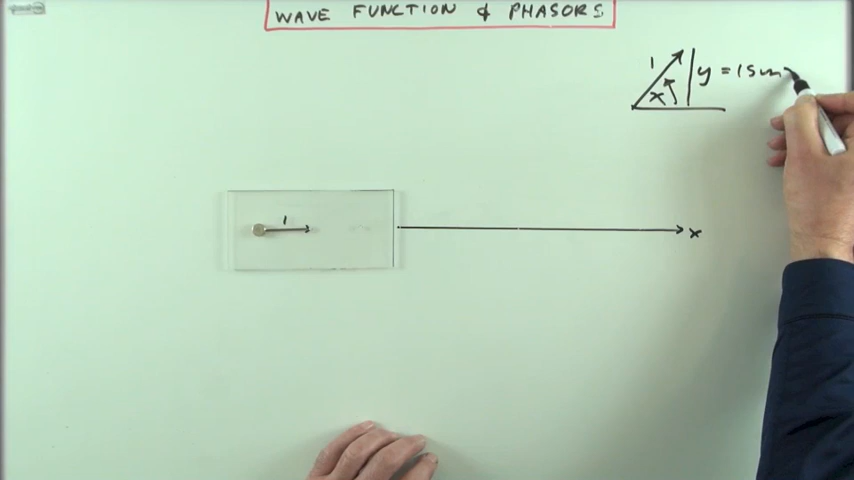 WAVE FUNCTION & PHASORS
1
y = 1 sin x
x
1
x